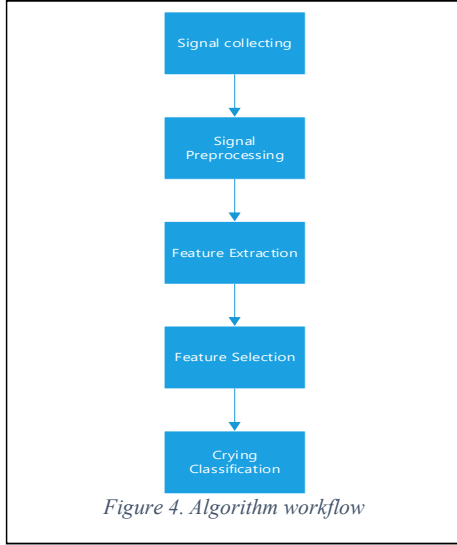 Signal collecting
Signal
Preprocessing
Feature Extraction
Feature Selection
Crying
Classification
Figure 4. Algorithm workflow